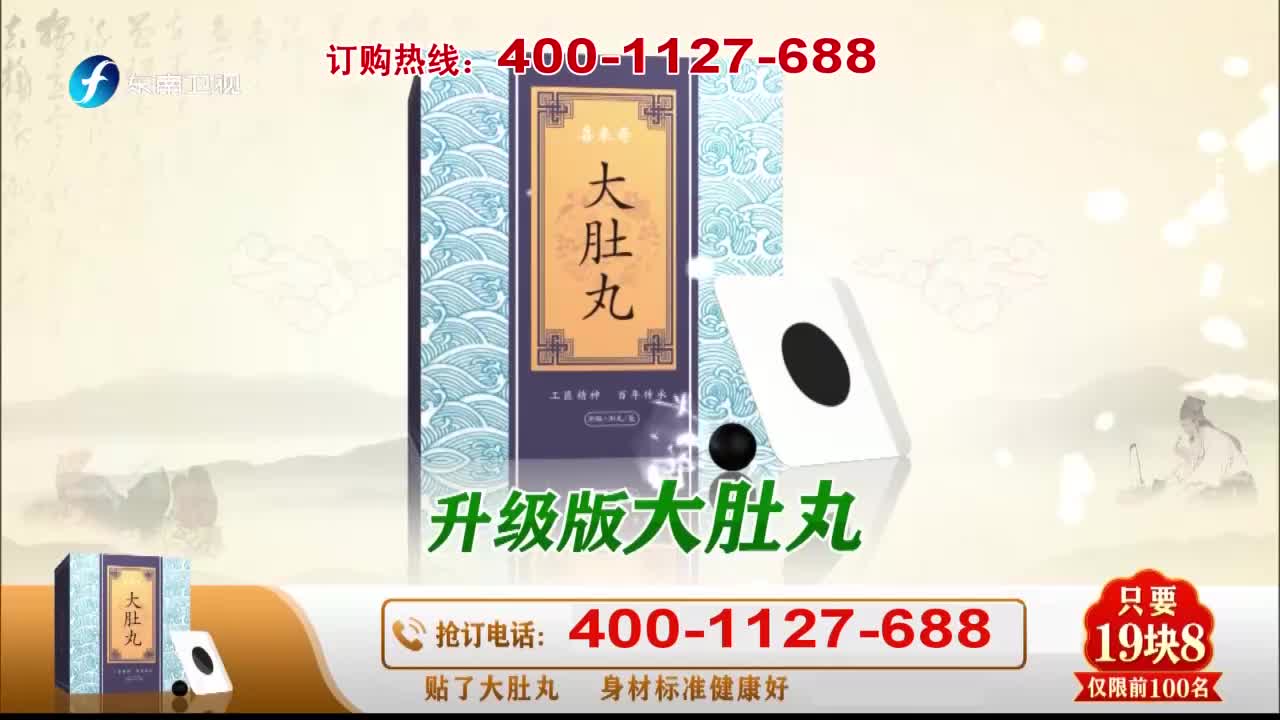 订购热线：400-1127-688
东南卫视
大肚丸
工匠精神 百年传承
升级版大肚丸
大肚丸
抢订电话：400-1127-688
贴了大肚丸 身材标准健康好
只要
19块8
仅限前100名